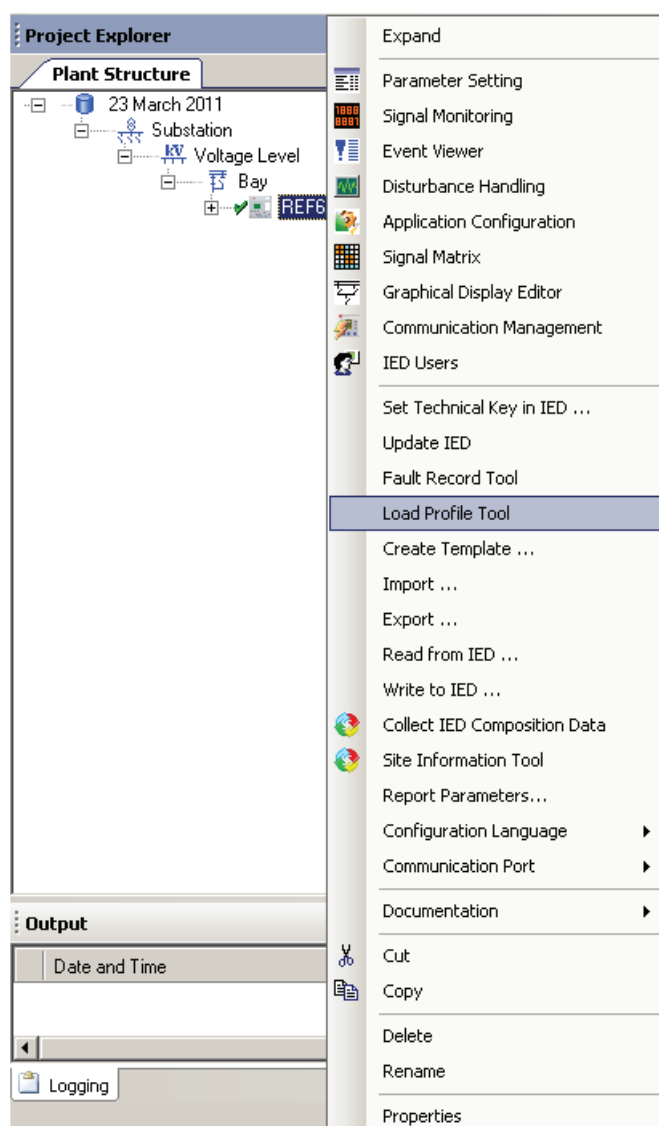 Project Explorer
Plant Structure
23 March 2011
Substation
kV Voltage Level
Bay
REF6
Expand
Parameter Setting
Signal Monitoring
Event Viewer
Disturbance Handling
Application Configuration
Signal Matrix
Graphical Display Editor
Communication Management
IED Users
Set Technical Key in IED ...
Update IED
Fault Record Tool
Load Profile Tool
Create Template ...
Import ...
Export ...
Read from IED ...
Write to IED ...
Collect IED Composition Data
Site Information Tool
Report Parameters...
Configuration Language
Communication Port
Documentation
Cut
Copy
Delete
Rename
Properties
Output
Date and Time
Logging